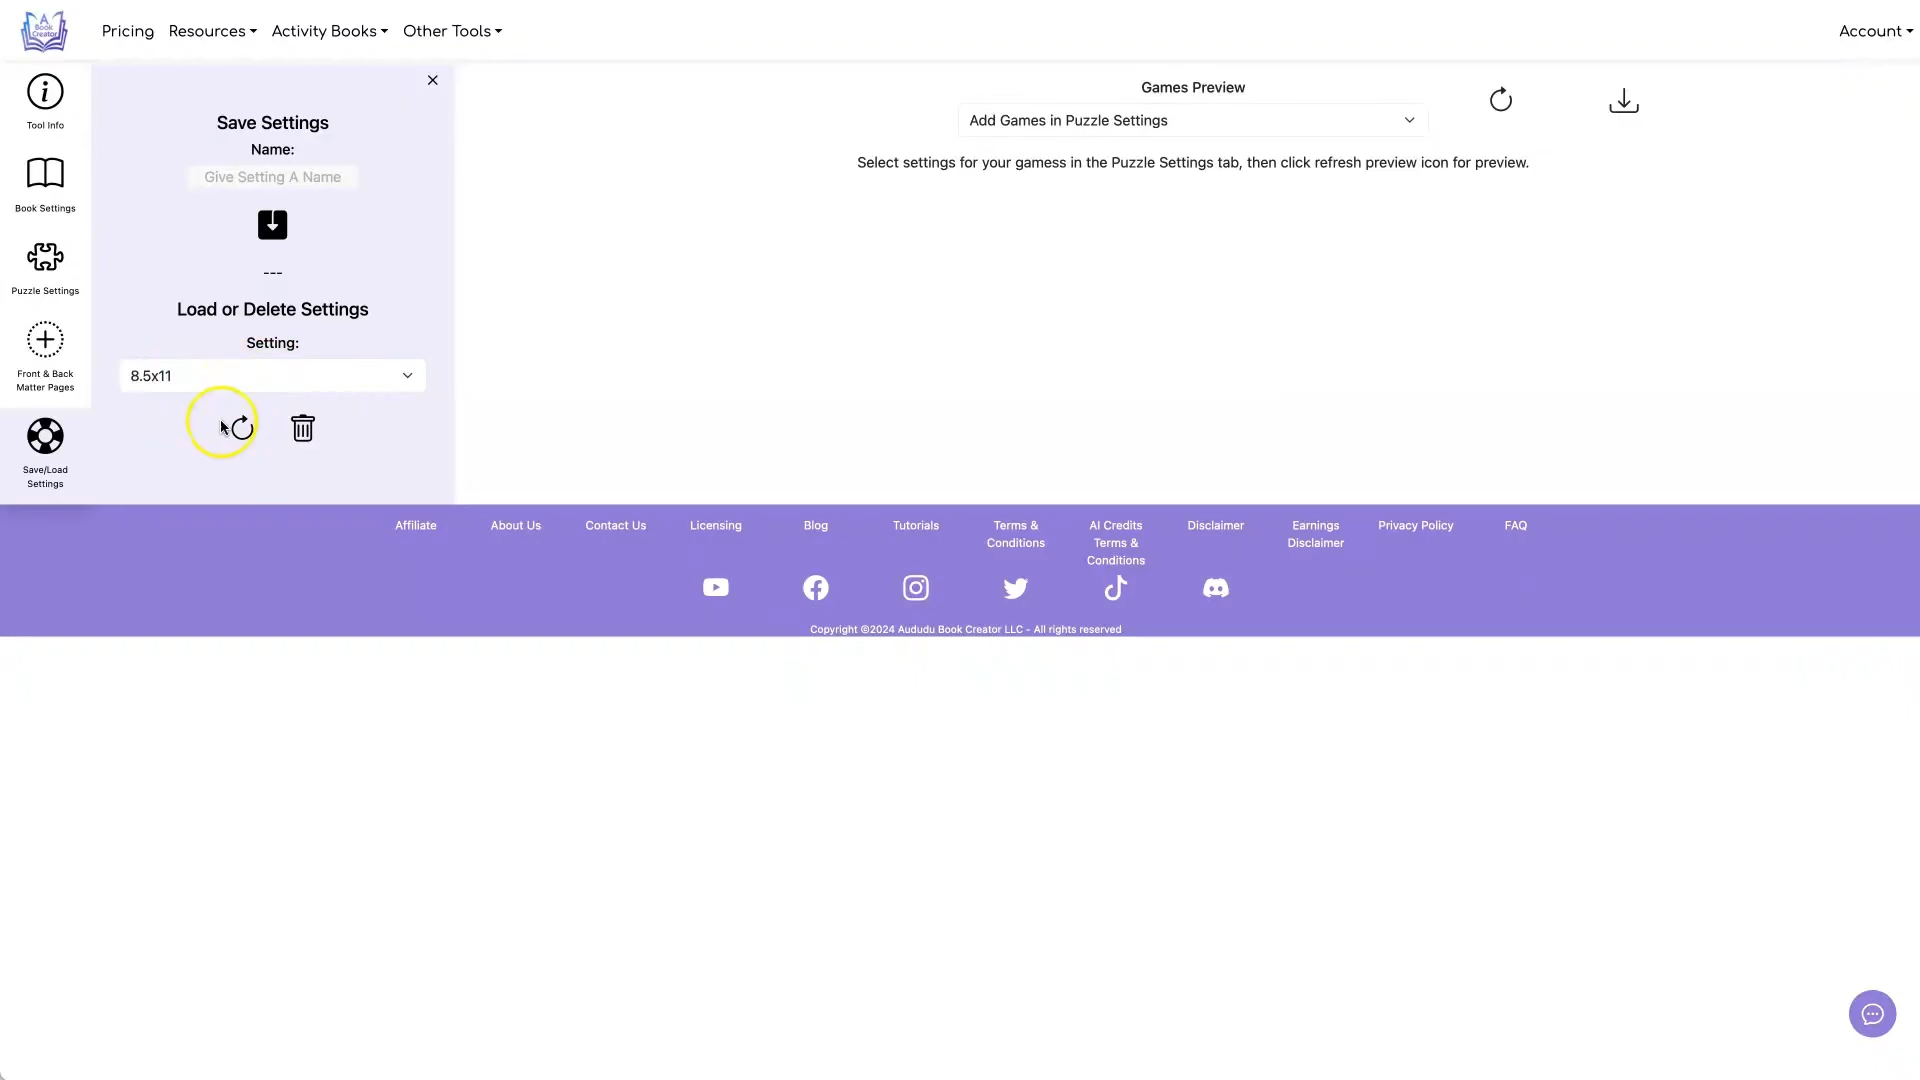 A
Book
Creator
Pricing
Resources
Activity Books
Other Tools
Account
Tool Info
Book Settings
Puzzle Settings
Front & Back
Matter Pages
Save/Load
Settings
Save Settings
Name:
Give Setting A Name
---
Load or Delete Settings
Setting:
8.5x11
Games Preview
Add Games in Puzzle Settings
Select settings for your gamess in the Puzzle Settings tab, then click refresh preview icon for preview.
Affiliate
About Us
Contact Us
Licensing
Blog
Tutorials
Terms &
Conditions
AI Credits
Terms &
Conditions
Disclaimer
Earnings
Disclaimer
Privacy Policy
FAQ
Copyright ©2024 Aududu Book Creator LLC - All rights reserved